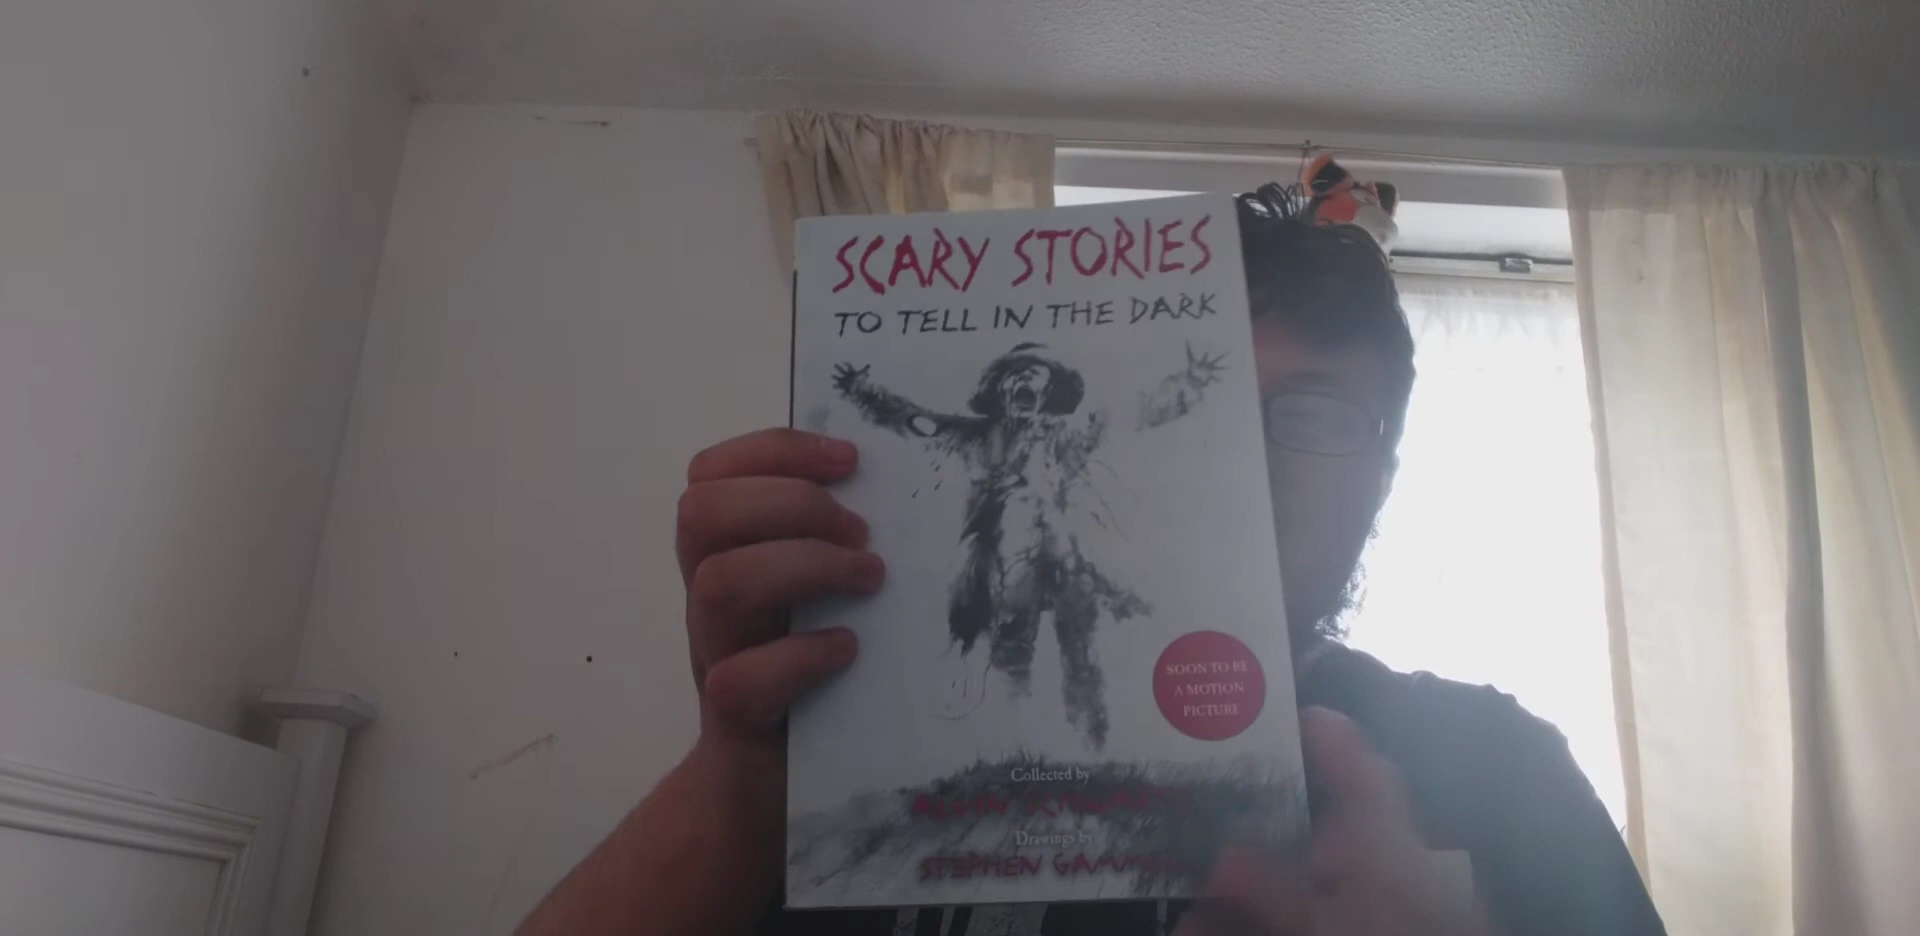 SCARY STORIES
TO TELL IN THE DARK
SOON TO BE
A MOTION
PICTURE
Collected by
ALVIN SCHWARTZ
Drawings by
STEPHEN GAMMELL